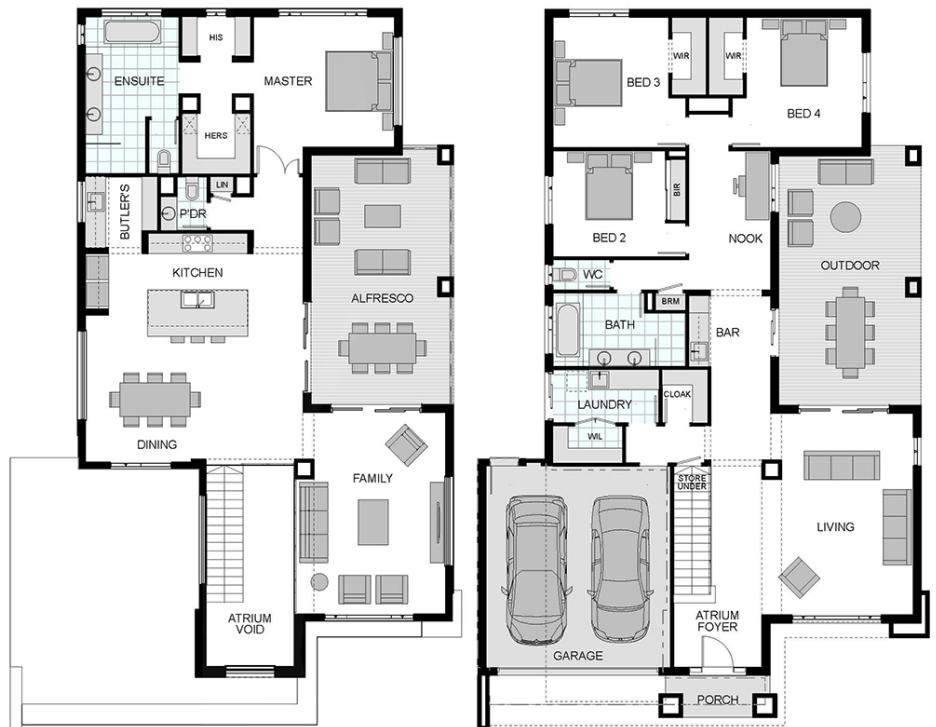 HIS
ENSUITE
MASTER
HERS
LIN
BUTLER'S
P'DR
KITCHEN
ALFRESCO
DINING
FAMILY
ATRIUM
VOID
WIR
WIR
BED 3
BED 4
BIR
BED 2
NOOK
OUTDOOR
WC
BRM
BATH
BAR
CLOAK
LAUNDRY
WIL
STORE
UNDER
LIVING
ATRIUM
FOYER
GARAGE
PORCH